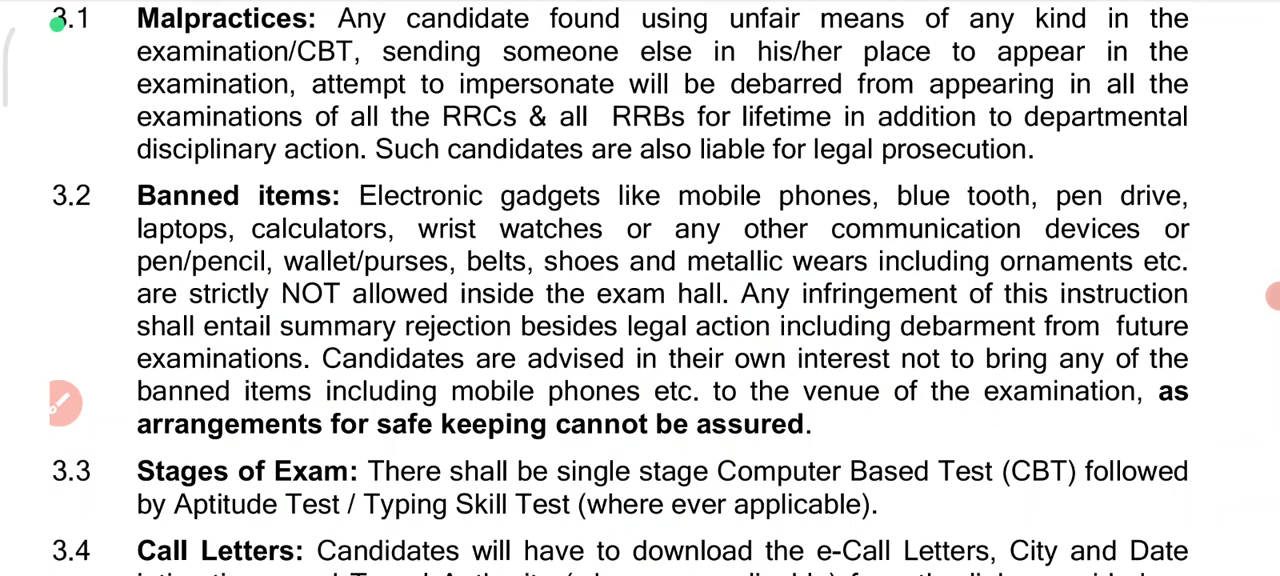 3.1 Malpractices: Any candidate found using unfair means of any kind in the
examination/CBT, sending someone else in his/her place to appear in the
examination, attempt to impersonate will be debarred from appearing in all the
examinations of all the RRCs & all RRBs for lifetime in addition to departmental
disciplinary action. Such candidates are also liable for legal prosecution.
3.2 Banned items: Electronic gadgets like mobile phones, blue tooth, pen drive,
laptops, calculators, wrist watches or any other communication devices or
pen/pencil, wallet/purses, belts, shoes and metallic wears including ornaments etc.
are strictly NOT allowed inside the exam hall. Any infringement of this instruction
shall entail summary rejection besides legal action including debarment from future
examinations. Candidates are advised in their own interest not to bring any of the
banned items including mobile phones etc. to the venue of the examination, as
arrangements for safe keeping cannot be assured.
3.3 Stages of Exam: There shall be single stage Computer Based Test (CBT) followed
by Aptitude Test / Typing Skill Test (where ever applicable).
3.4 Call Letters: Candidates will have to download the e-Call Letters, City and Date